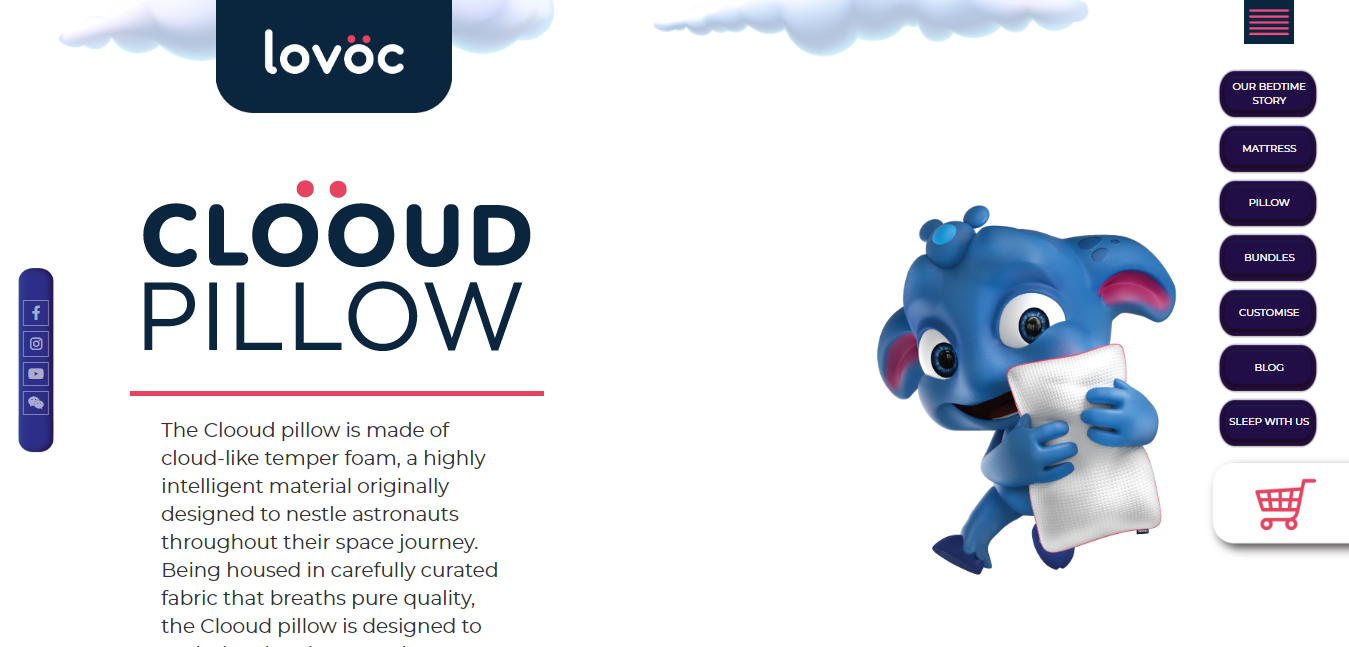 lovöc
OUR BEDTIME
STORY
MATTRESS
PILLOW
BUNDLES
CUSTOMISE
BLOG
SLEEP WITH US
CLÖÖUD
PILLOW
The Clooud pillow is made of
cloud-like temper foam, a highly
intelligent material originally
designed to nestle astronauts
throughout their space journey.
Being housed in carefully curated
fabric that breaths pure quality,
the Clooud pillow is designed to